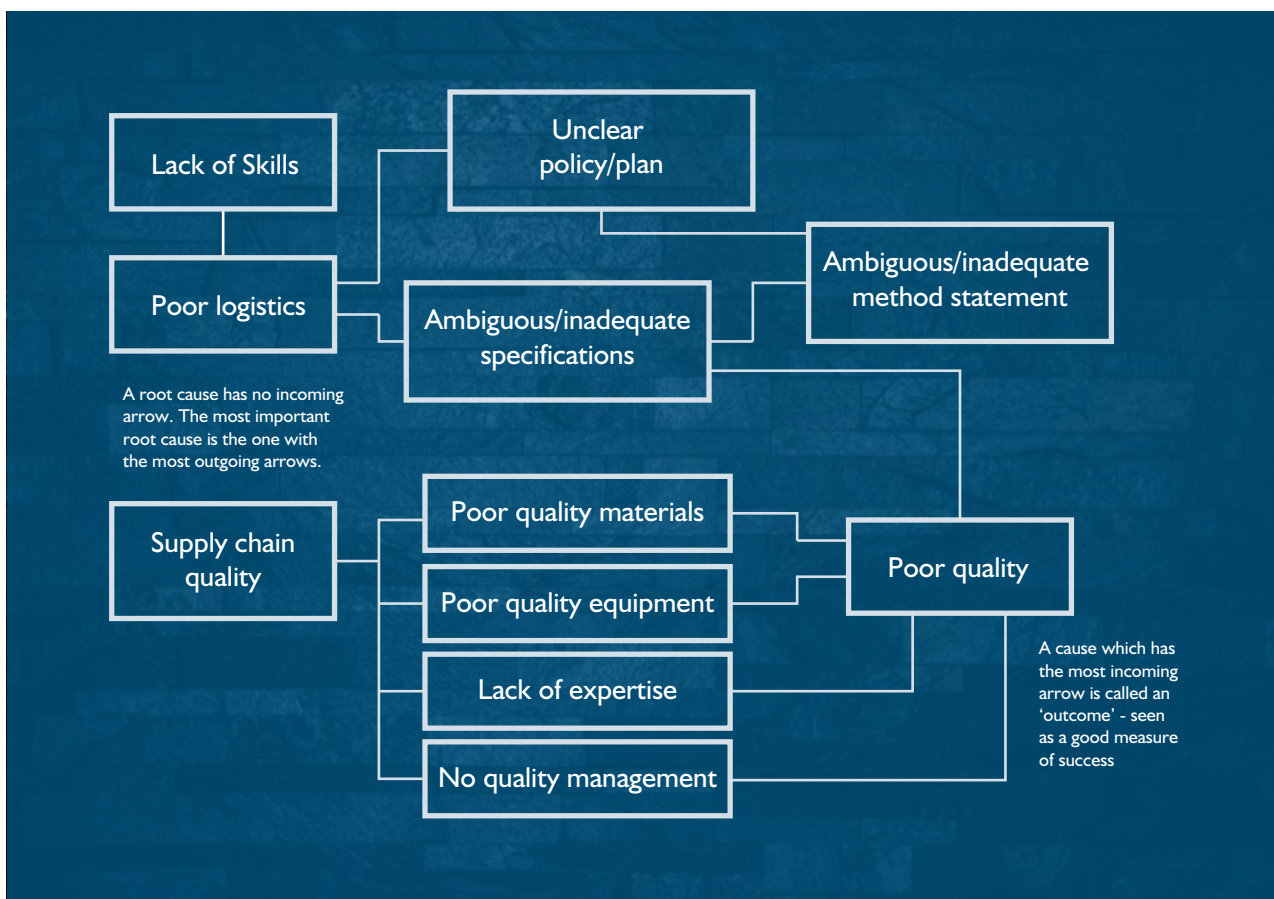 Lack of Skills
Unclear
policy/plan
Poor logistics
Ambiguous/inadequate
specifications
Ambiguous/inadequate
method statement
A root cause has no incoming
arrow. The most important
root cause is the one with
the most outgoing arrows.
Supply chain
quality
Poor quality materials
Poor quality equipment
Lack of expertise
No quality management
Poor quality
A cause which has
the most incoming
arrow is called an
‘outcome’ - seen
as a good measure
of success